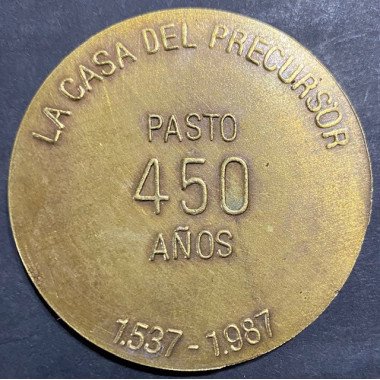 LA CASA DEL PRECURSOR
PASTO
450
AÑOS
1.537-1.987